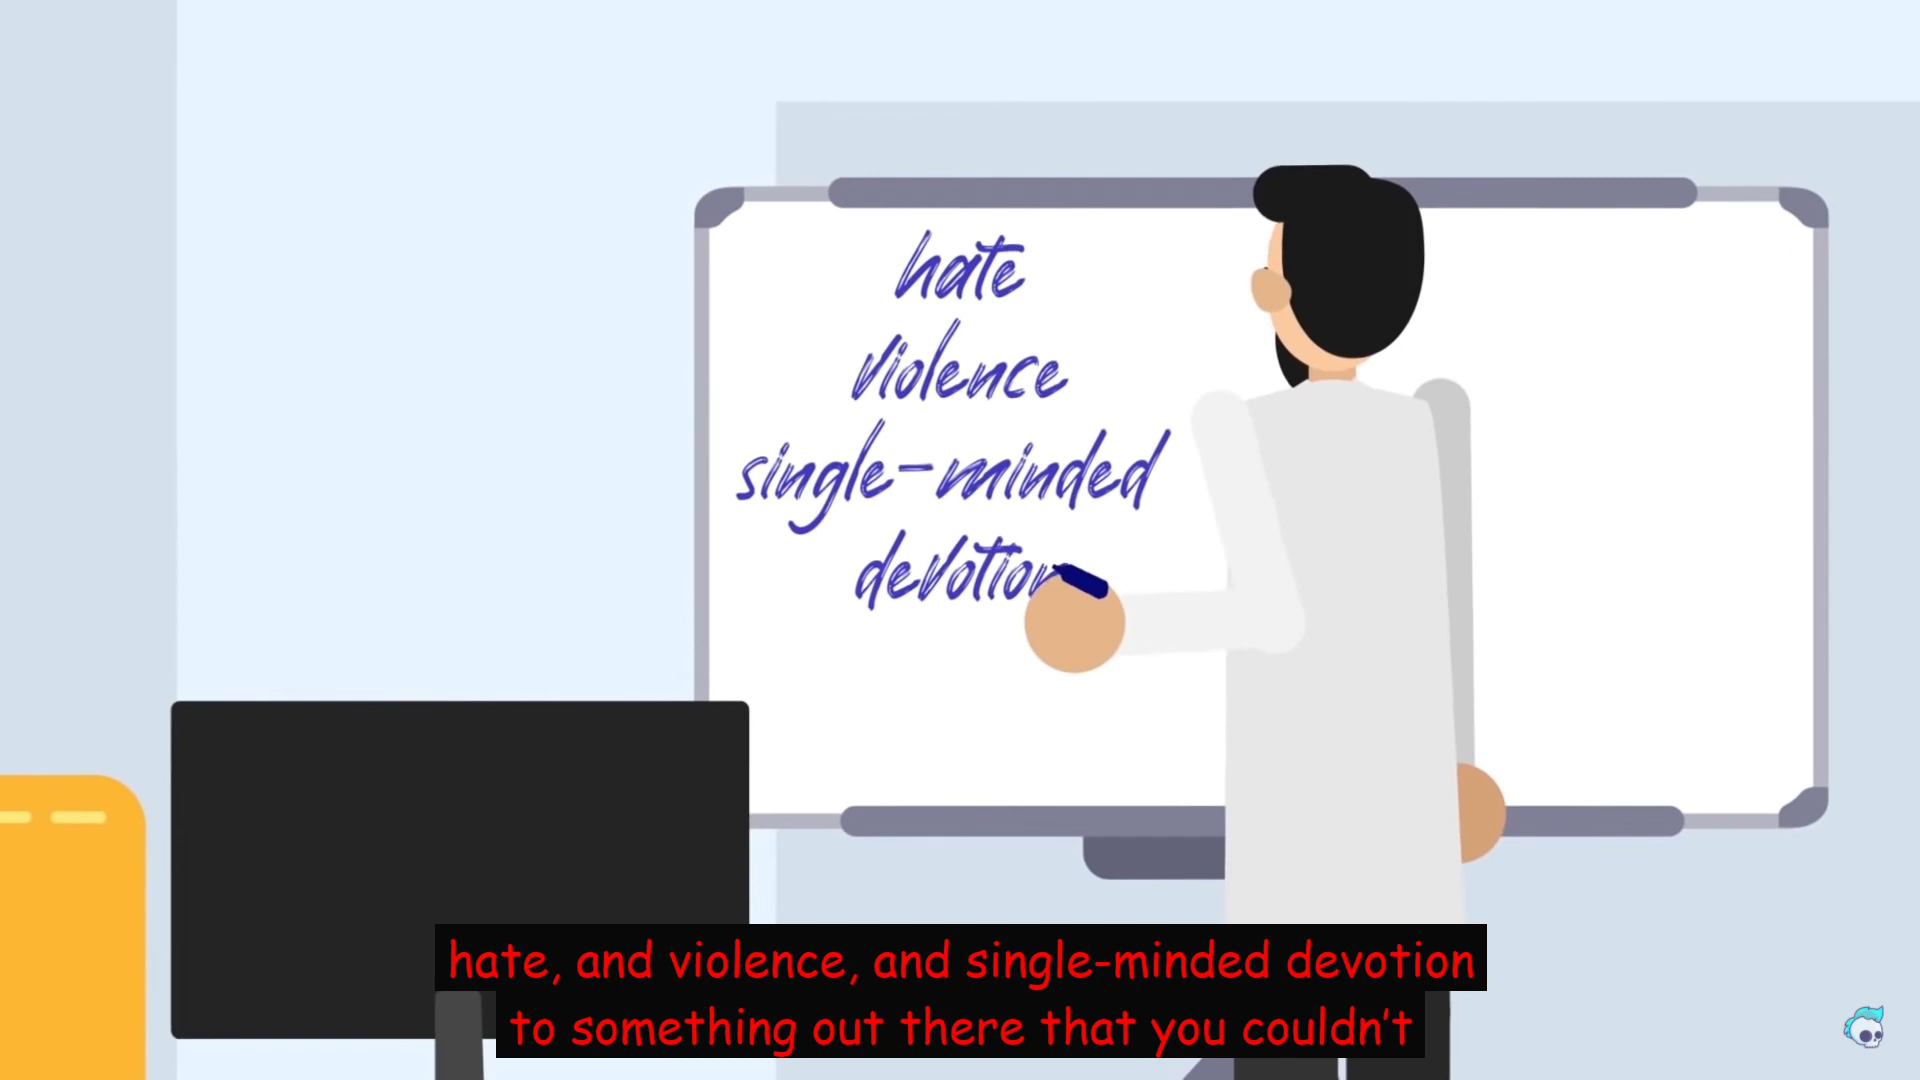 hate
violence
single-minded
devotion
hate, and violence, and single-minded devotion
to something out there that you couldn't